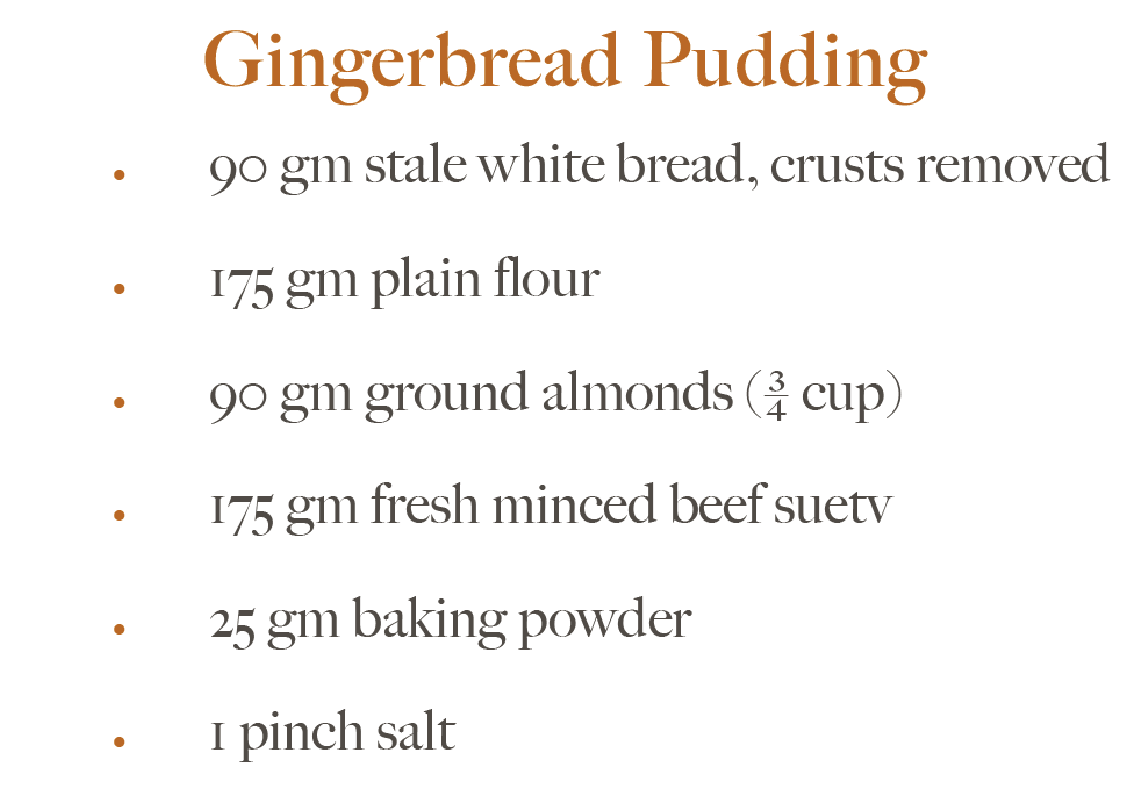 Gingerbread Pudding
• 90 gm stale white bread, crusts removed
• 175 gm plain flour
• 90 gm ground almonds (¾ cup)
• 175 gm fresh minced beef suetv
• 25 gm baking powder
• 1 pinch salt